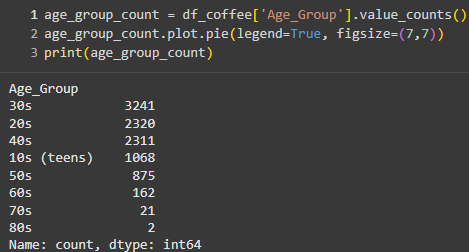 1 age_group_count = df_coffee['Age_Group'].value_counts()
2 age_group_count.plot.pie(legend=True, figsize=(7,7))
3 print(age_group_count)
Age_Group
30s 3241
20s 2320
40s 2311
10s (teens) 1068
50s 875
60s 162
70s 21
80s 2
Name: count, dtype: int64